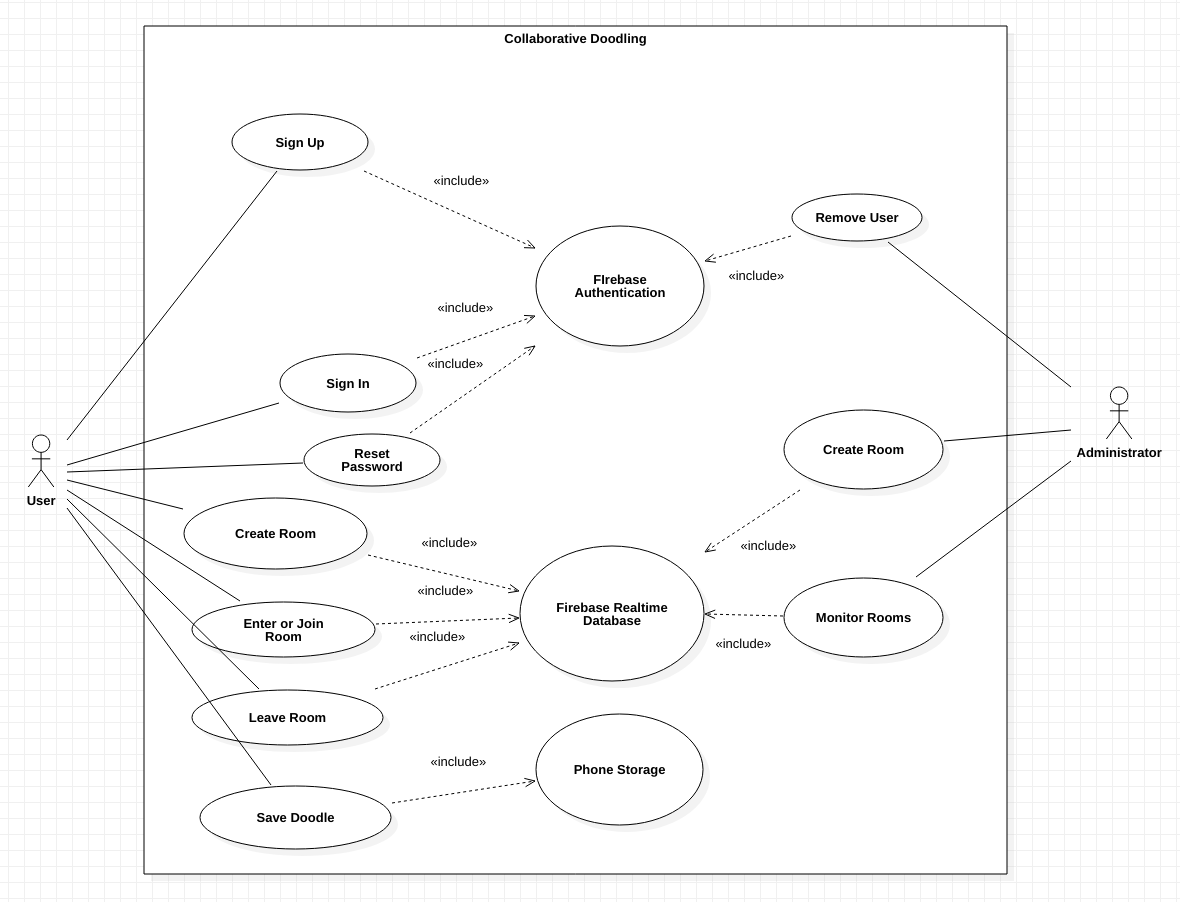 Collaborative Doodling
Sign Up
«include»
Remove User
FIrebase
Authentication
«include»
«include»
«include»
Sign In
Reset
Password
Create Room
Administrator
User
Create Room
«include»
«include»
«include»
Enter or Join
Room
«include»
Firebase Realtime
Database
Monitor Rooms
«include»
Leave Room
«include»
Phone Storage
Save Doodle